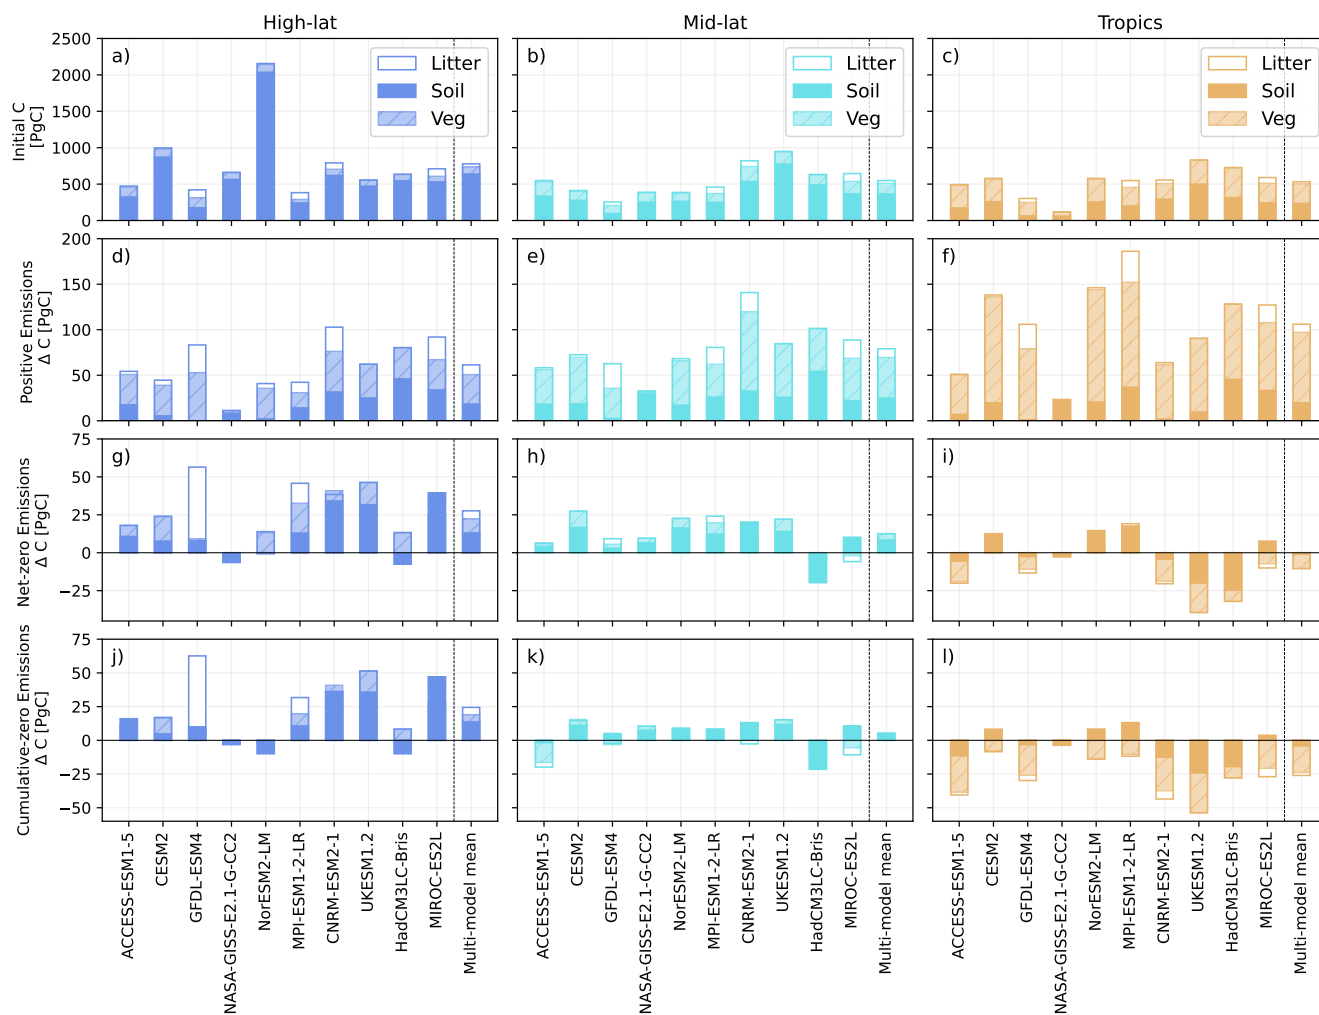 High-lat
Mid-lat
Tropics
Initial C
[PgC]
2500
2000
1500
1000
500
0
a)
Litter
Soil
Veg
b)
Litter
Soil
Veg
c)
Litter
Soil
Veg
Positive Emissions
Δ C [PgC]
200
150
100
50
0
d)
e)
f)
Net-zero Emissions
Δ C [PgC]
75
50
25
0
−25
g)
h)
i)
Cumulative-zero Emissions
Δ C [PgC]
75
50
25
0
−25
−50
j)
k)
l)
ACCESS-ESM1-5
CESM2
GFDL-ESM4
NASA-GISS-E2.1-G-CC2
NorESM2-LM
MPI-ESM1-2-LR
CNRM-ESM2-1
UKESM1.2
HadCM3LC-Bris
MIROC-ES2L
Multi-model mean
ACCESS-ESM1-5
CESM2
GFDL-ESM4
NASA-GISS-E2.1-G-CC2
NorESM2-LM
MPI-ESM1-2-LR
CNRM-ESM2-1
UKESM1.2
HadCM3LC-Bris
MIROC-ES2L
Multi-model mean
ACCESS-ESM1-5
CESM2
GFDL-ESM4
NASA-GISS-E2.1-G-CC2
NorESM2-LM
MPI-ESM1-2-LR
CNRM-ESM2-1
UKESM1.2
HadCM3LC-Bris
MIROC-ES2L
Multi-model mean